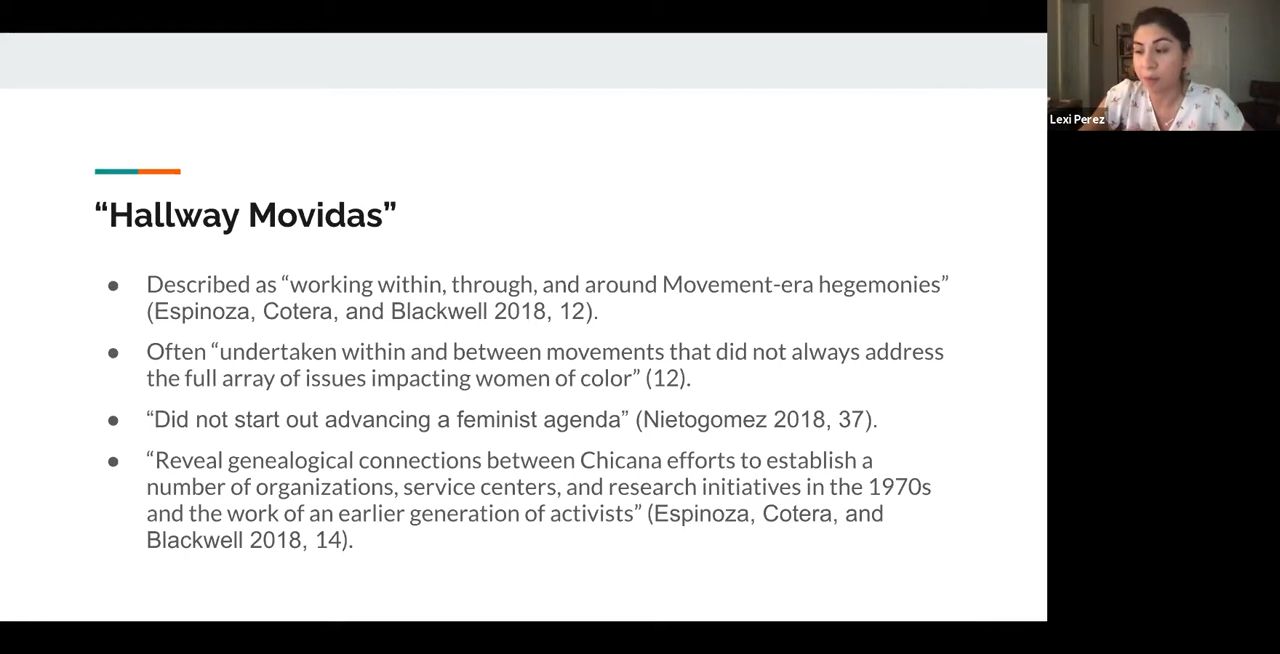 “Hallway Movidas”
● Described as “working within, through, and around Movement-era hegemonies”
(Espinoza, Cotera, and Blackwell 2018, 12).
● Often “undertaken within and between movements that did not always address
the full array of issues impacting women of color” (12).
● “Did not start out advancing a feminist agenda” (Nietogomez 2018, 37).
● “Reveal genealogical connections between Chicana efforts to establish a
number of organizations, service centers, and research initiatives in the 1970s
and the work of an earlier generation of activists” (Espinoza, Cotera, and
Blackwell 2018, 14).
Lexi Perez